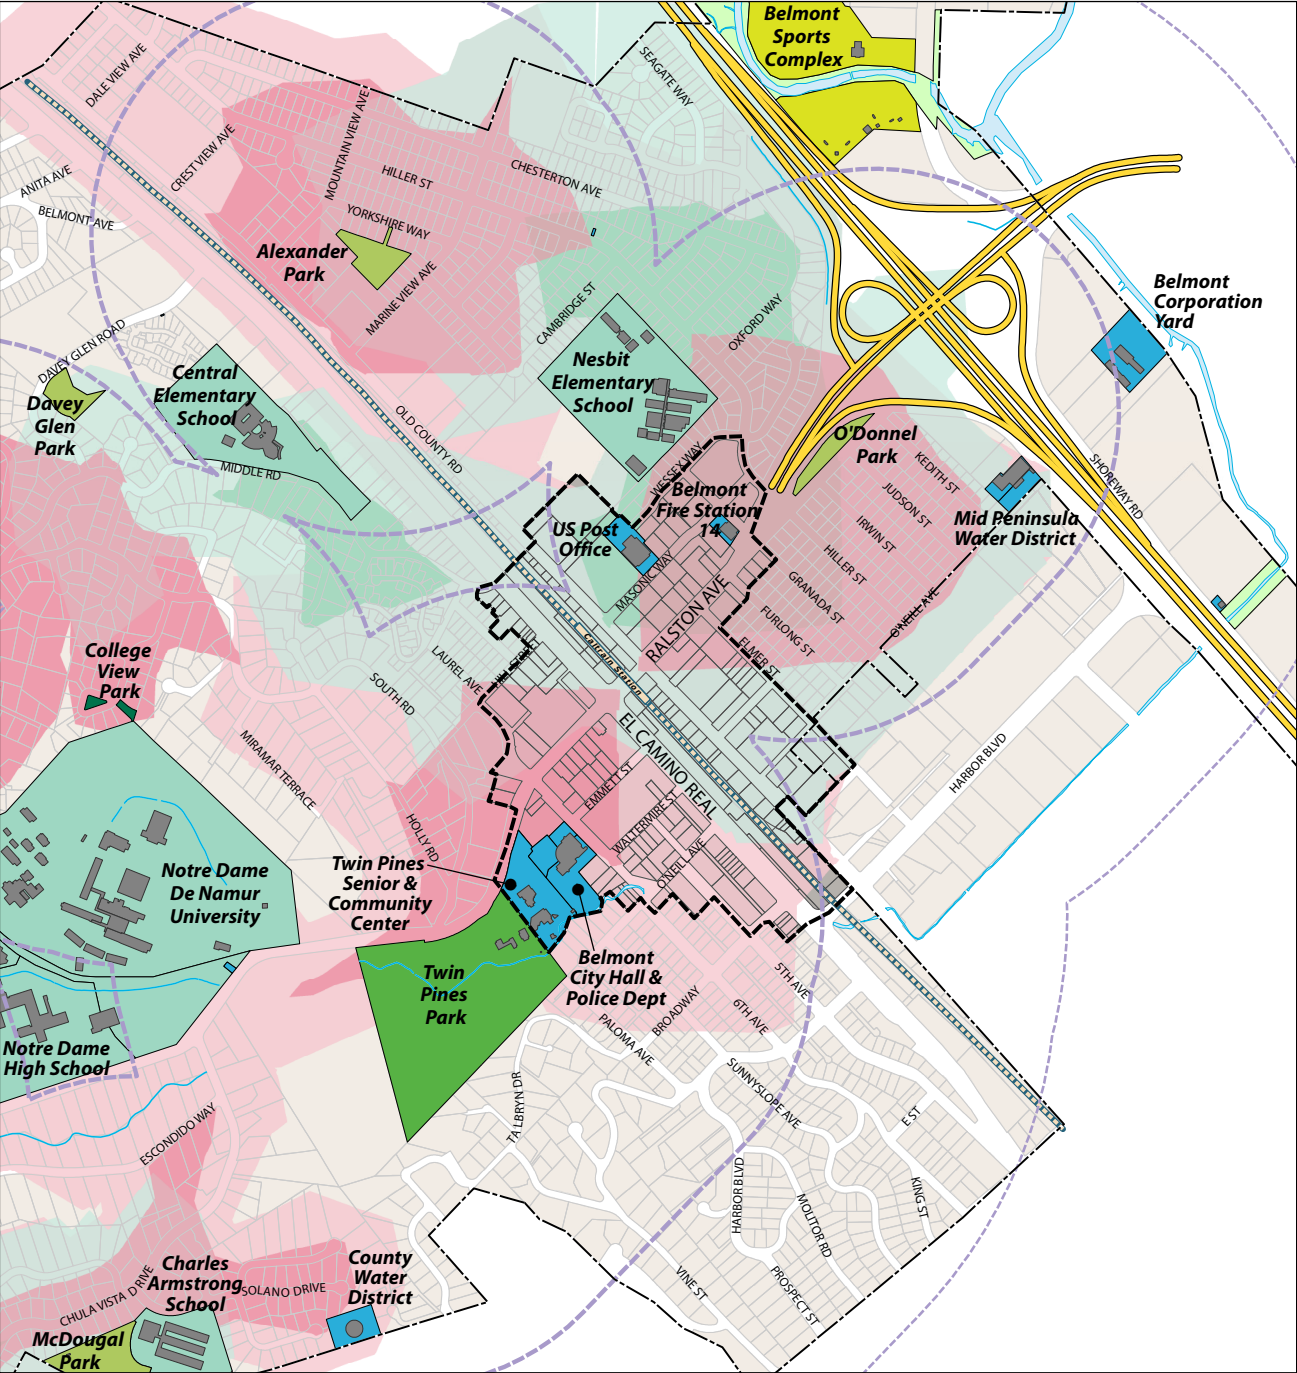 Belmont
Sports
Complex
DALE VIEW AVE
SEAGATE WAY
CREST VIEW AVE
MOUNTAIN VIEW AVE
HILLER ST
CHESTERTON AVE
ANITA AVE
BELMONT AVE
YORKSHIRE WAY
Alexander
Park
MARINE VIEW AVE
CAMBRIDGE ST
OXFORD WAY
Belmont
Corporation
Yard
DAVEY GLEN ROAD
Davey
Glen
Park
Central
Elementary
School
Nesbit
Elementary
School
OLD COUNTY RD
MIDDLE RD
O'Donnel
Park
KEDITH ST
JUDSON ST
IRWIN ST
HILLER ST
GRANADA ST
FURLONG ST
ELMER ST
O'NEILL AVE
SHOREWAY RD
WESSEX WAY
Belmont
Fire Station
14
US Post
Office
MASONIC WAY
RALSTON AVE
Mid Peninsula
Water District
Caltrain Station
College
View
Park
LAUREL AVE
HILL STREET
SOUTH RD
EL CAMINO REAL
MIRAMAR TERRACE
EMMETT ST
WALTERMIRE ST
O'NEILL AVE
HARBOR BLVD
HOLLY RD
Twin Pines
Senior &
Community
Center
Notre Dame
De Namur
University
Belmont
City Hall &
Police Dept
Twin
Pines
Park
5TH AVE
6TH AVE
BROADWAY
PALOMA AVE
Notre Dame
High School
SUNNYSLOPE AVE
TALBRYN DR
E ST
ESCONDIDO WAY
HARBOR BLVD
KING ST
MOLITOR RD
VINE ST
PROSPECT ST
Charles
Armstrong
School
CHULA VISTA DRIVE
SOLANO DRIVE
County
Water
District
McDougal
Park